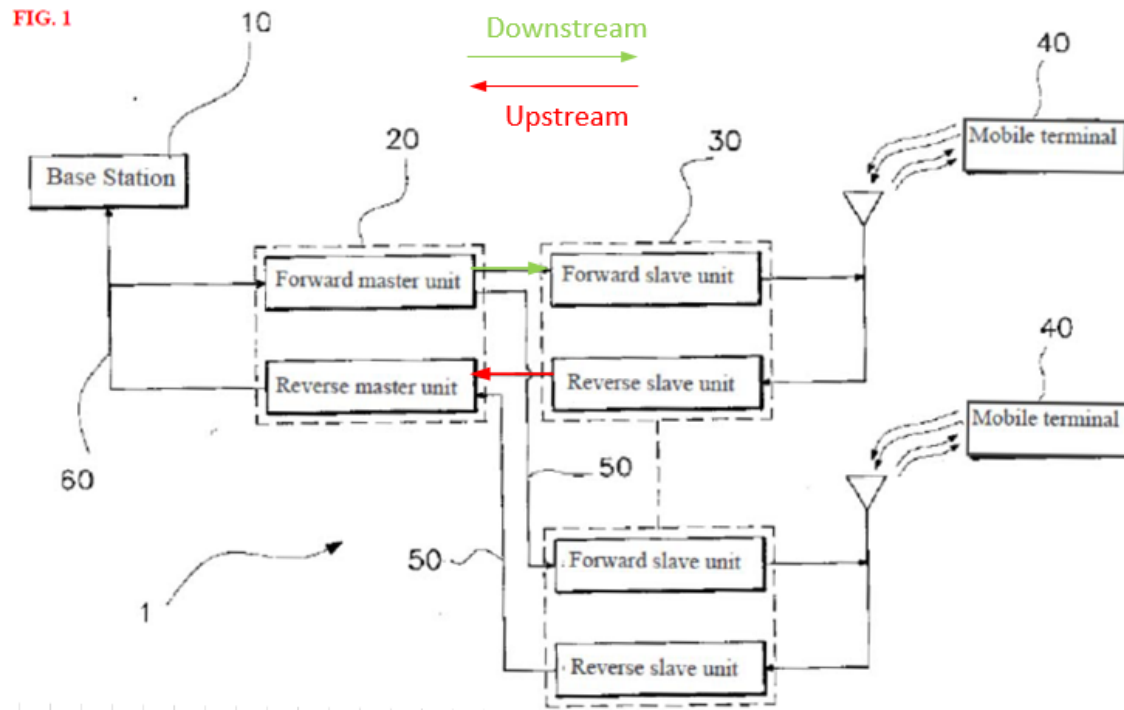 FIG. 1
10
Downstream
40
Upstream
Mobile terminal
20
30
Base Station
Forward master unit
Forward slave unit
40
Reverse master unit
Reverse slave unit
Mobile terminal
60
50
Forward slave unit
50
1
Reverse slave unit